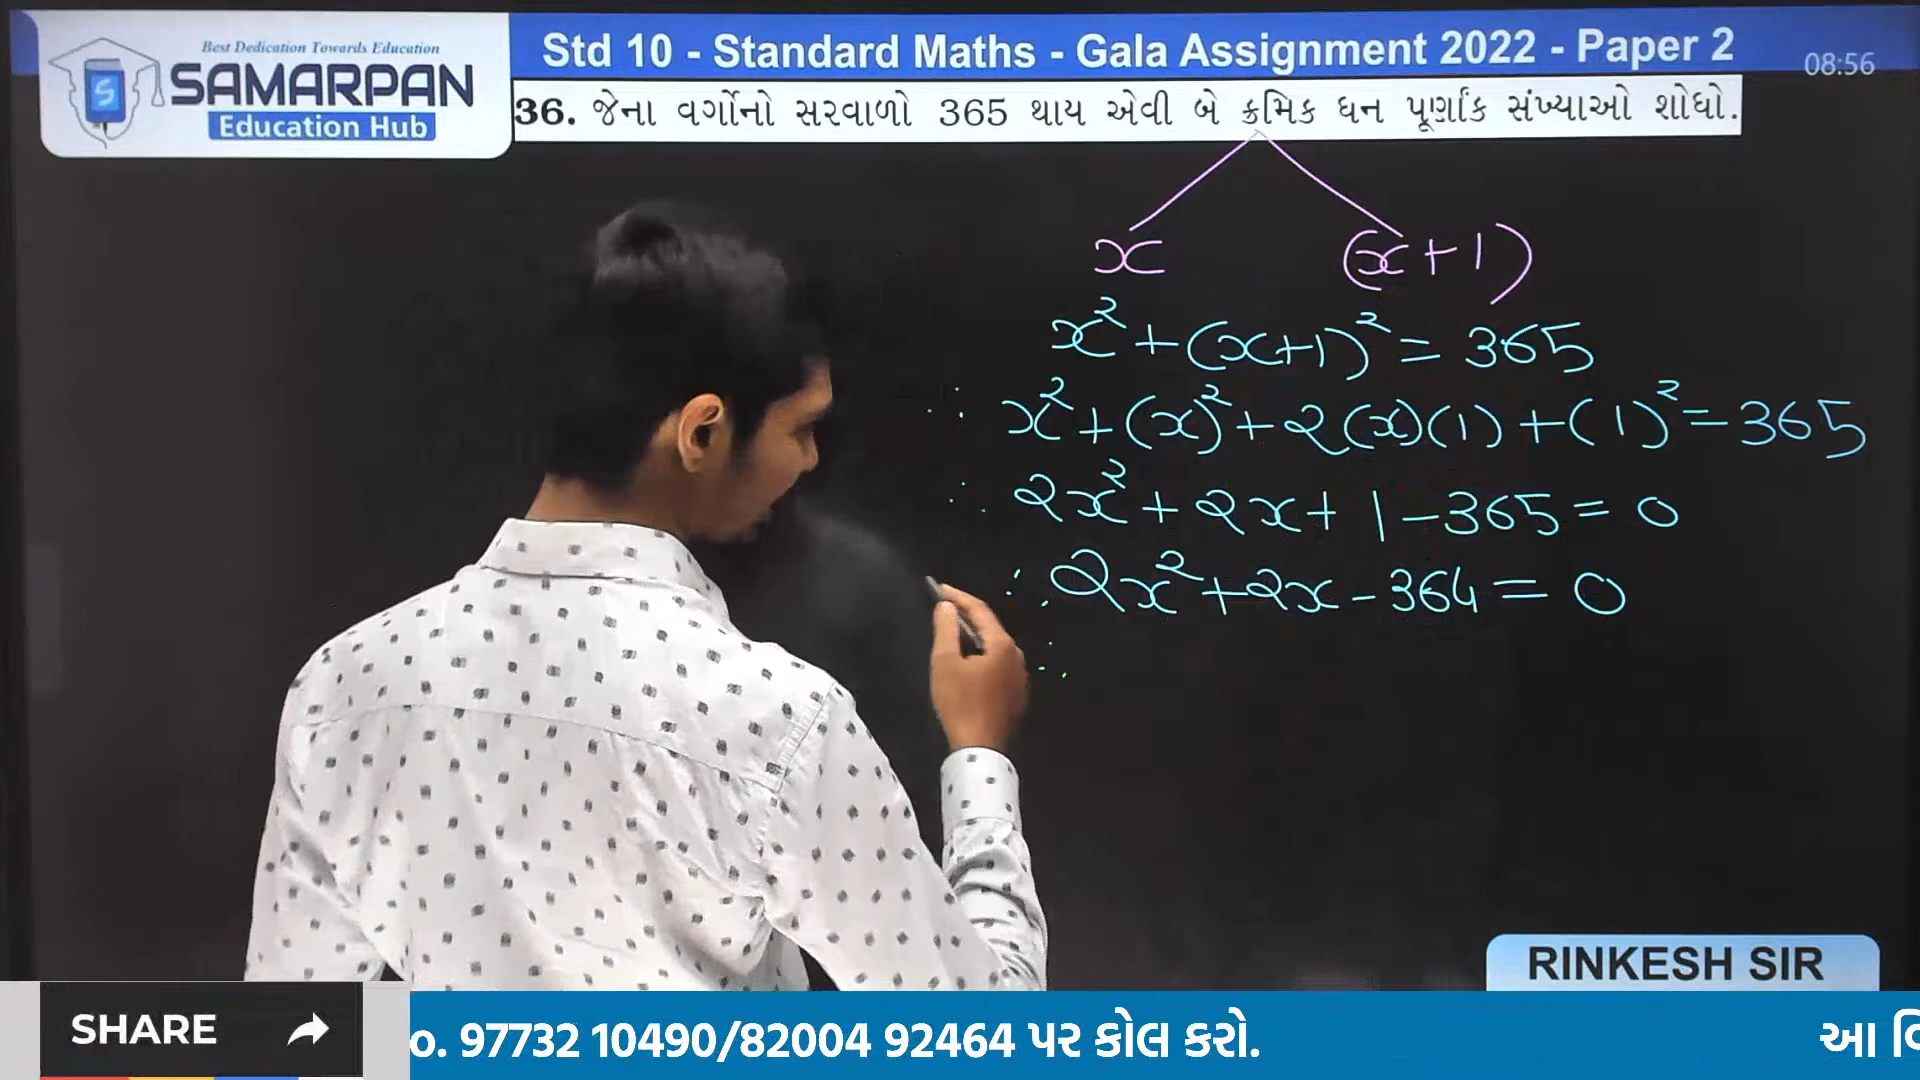 Best Dedication Towards Education
SAMARPAN
Education Hub
S
Std 10 - Standard Maths - Gala Assignment 2022 - Paper 2
08:56
36. જેના વર્ગોનો સરવાળો 365 થાય એવી બે ક્રમિક ધન પૂર્ણાંક સંખ્યાઓ શોધો.
x (x+1)
x² + (x+1)² = 365
∴ x² + (x)² + 2(x)(1) + (1)² = 365
∴ 2x² + 2x + 1 - 365 = 0
∴ 2x² + 2x - 364 = 0
∴
RINKESH SIR
SHARE
o. 97732 10490/82004 92464 પર કોલ કરો.
આ